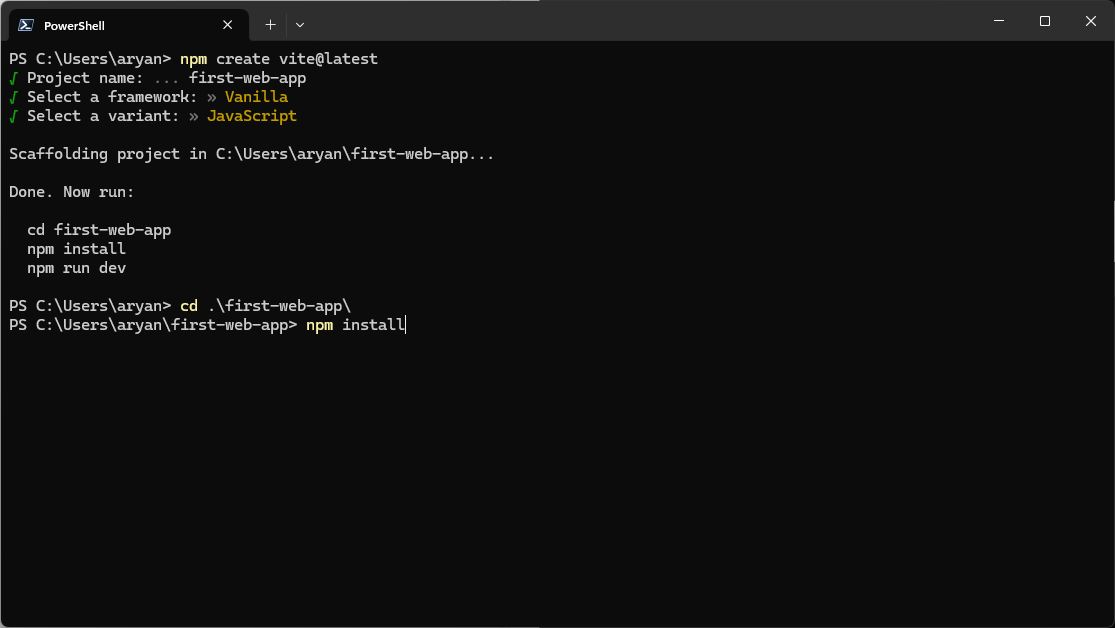 PowerShell
PS C:\Users\aryan> npm create vite@latest
√ Project name: ... first-web-app
√ Select a framework: » Vanilla
√ Select a variant: » JavaScript
Scaffolding project in C:\Users\aryan\first-web-app...
Done. Now run:
cd first-web-app
npm install
npm run dev
PS C:\Users\aryan> cd .\first-web-app\
PS C:\Users\aryan\first-web-app> npm install